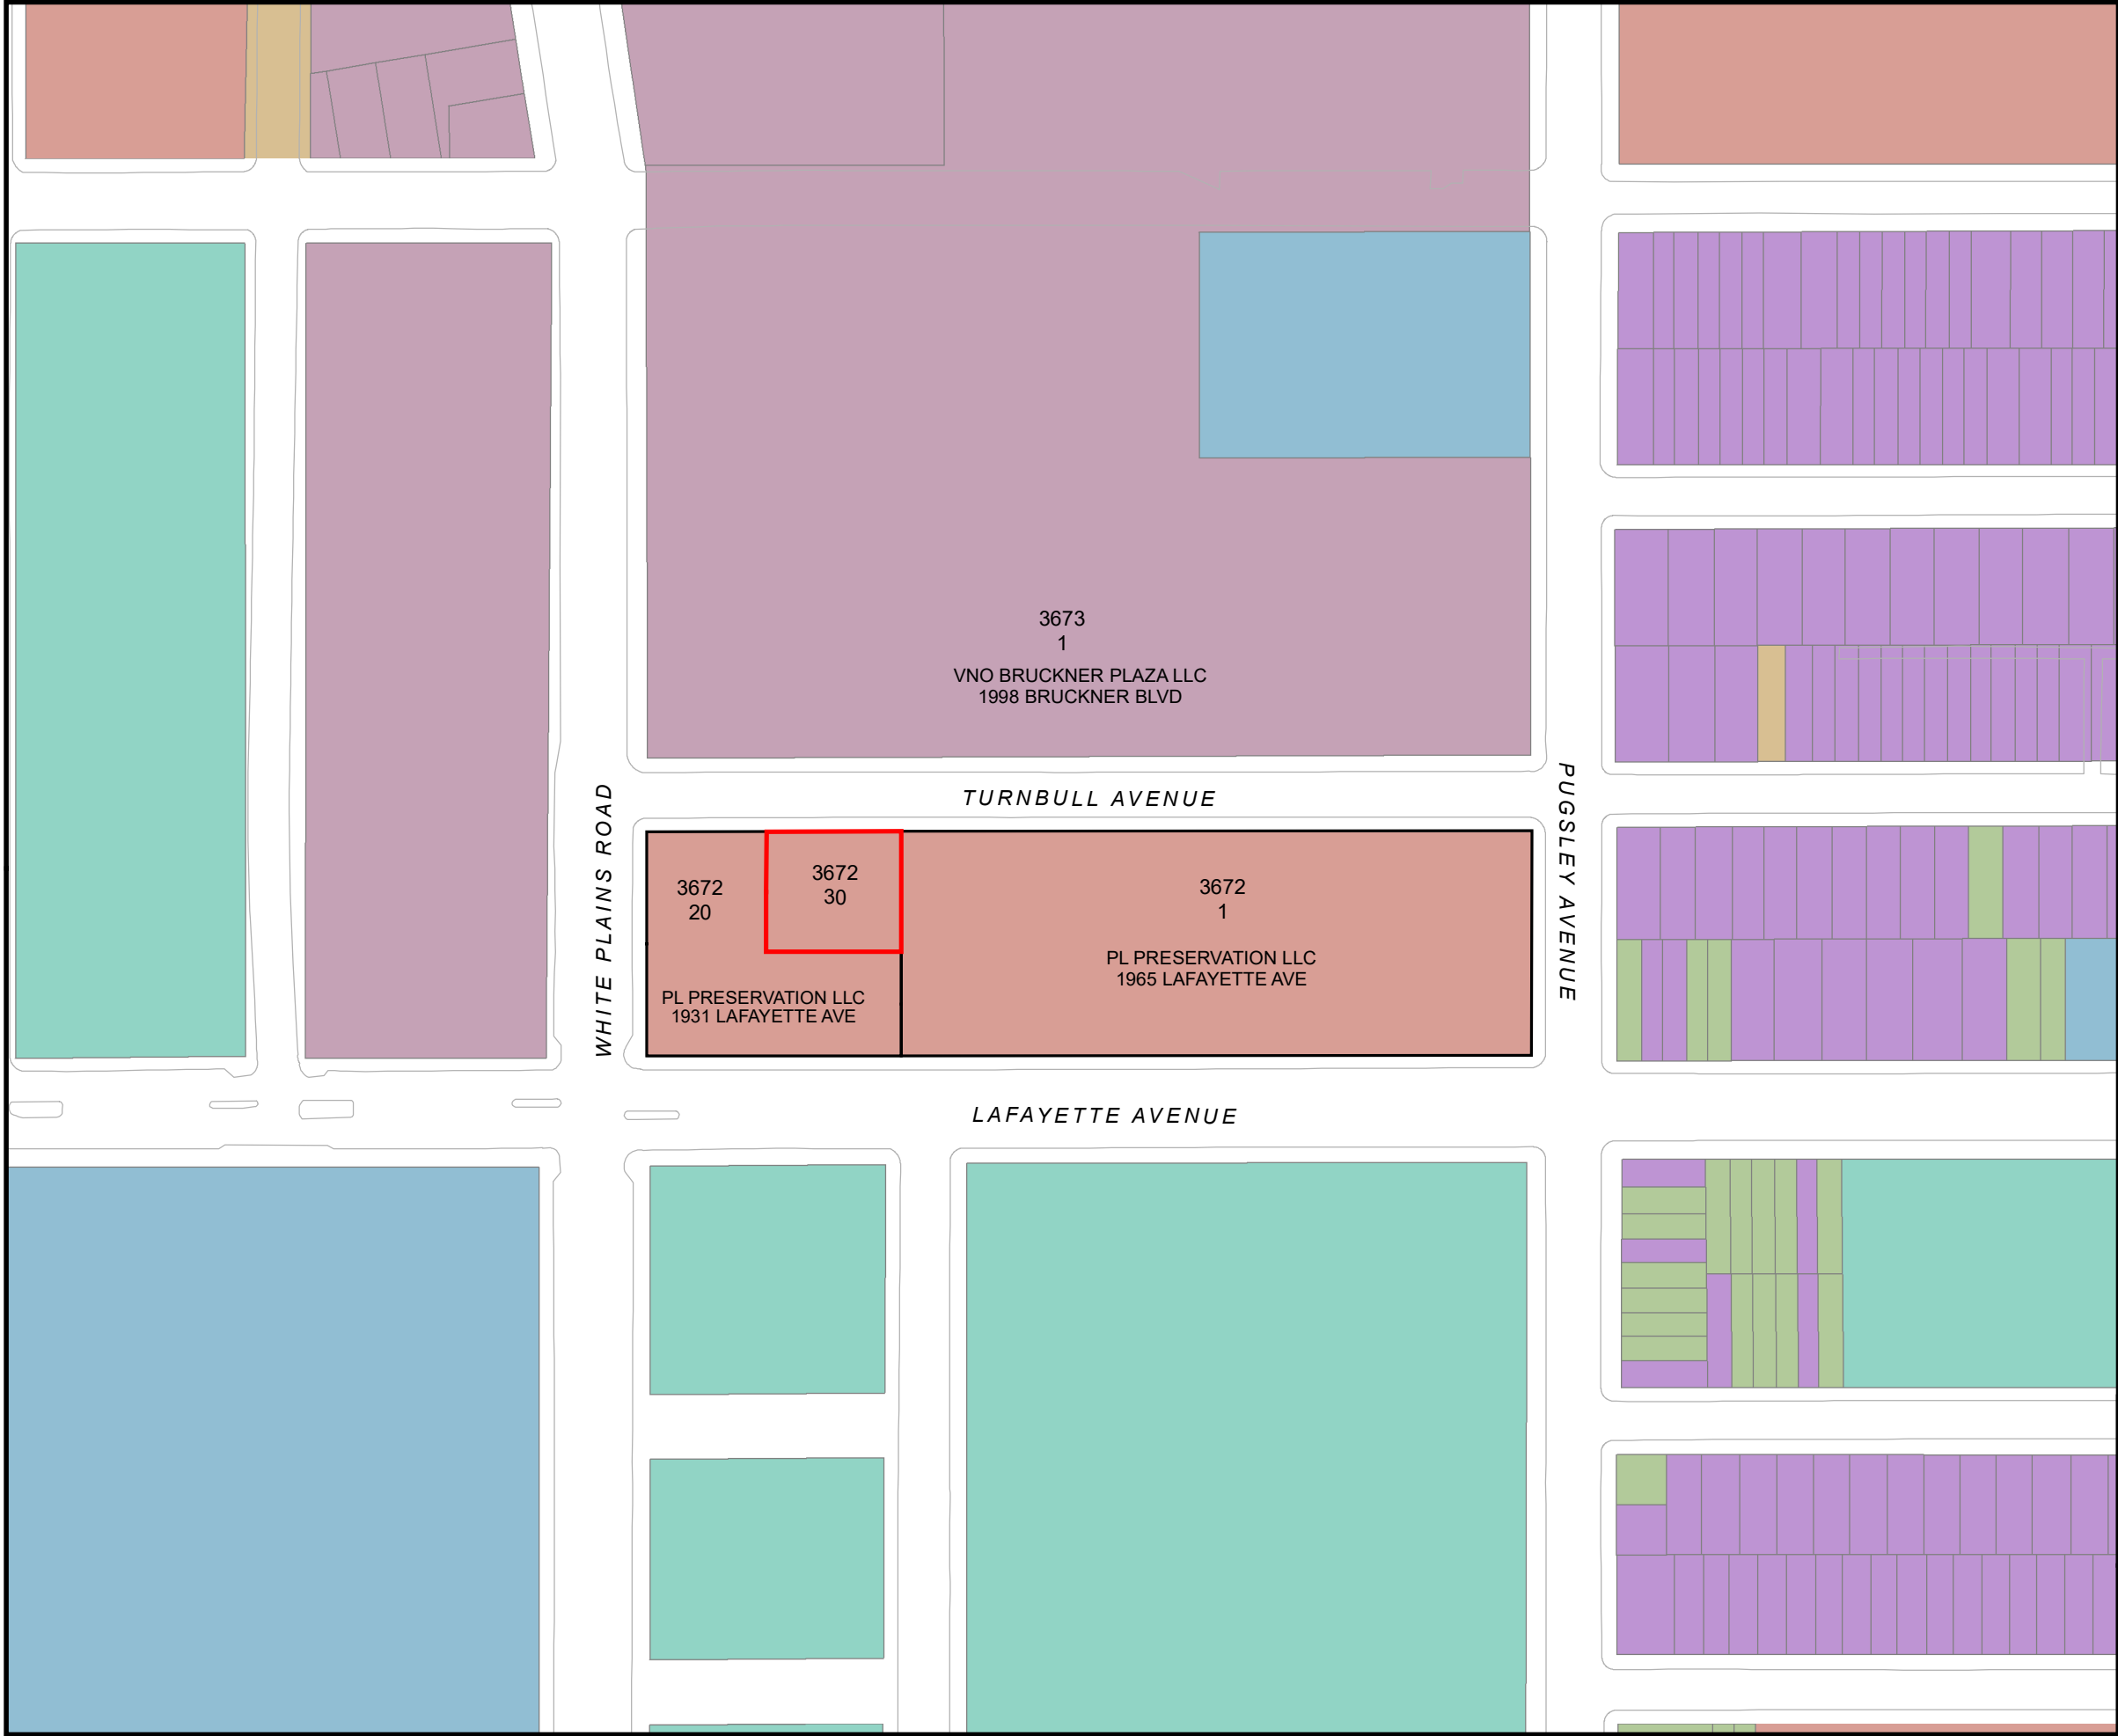 3673
1
VNO BRUCKNER PLAZA LLC
1998 BRUCKNER BLVD
TURNBULL AVENUE
WHITE PLAINS ROAD
PUGSLEY AVENUE
3672
20
PL PRESERVATION LLC
1931 LAFAYETTE AVE
3672
30
3672
1
PL PRESERVATION LLC
1965 LAFAYETTE AVE
LAFAYETTE AVENUE